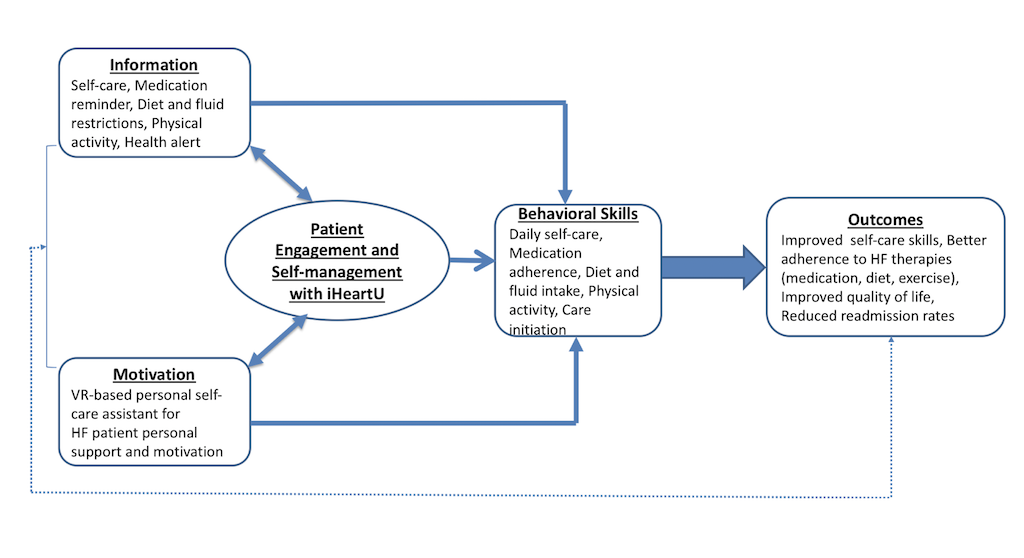 Information
Self-care, Medication
reminder, Diet and fluid
restrictions, Physical
activity, Health alert
Patient
Engagement and
Self-management
with iHeartU
Motivation
VR-based personal self-
care assistant for
HF patient personal
support and motivation
Behavioral Skills
Daily self-care,
Medication
adherence, Diet and
fluid intake, Physical
activity, Care
initiation
Outcomes
Improved  self-care skills, Better
adherence to HF therapies
(medication, diet, exercise),
Improved quality of life,
Reduced readmission rates